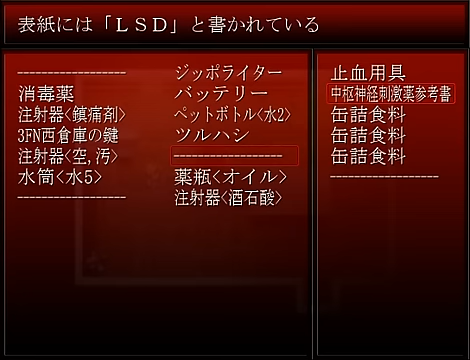 表紙には「ＬＳＤ」と書かれている
------------------
消毒薬
注射器<鎮痛剤>
3FN西倉庫の鍵
注射器<空,汚>
水筒<水5>
------------------
ジッポライター
バッテリー
ペットボトル<水2>
ツルハシ
------------------
薬瓶<オイル>
注射器<酒石酸>
止血用具
中枢神経刺激薬参考書
缶詰食料
缶詰食料
缶詰食料
------------------